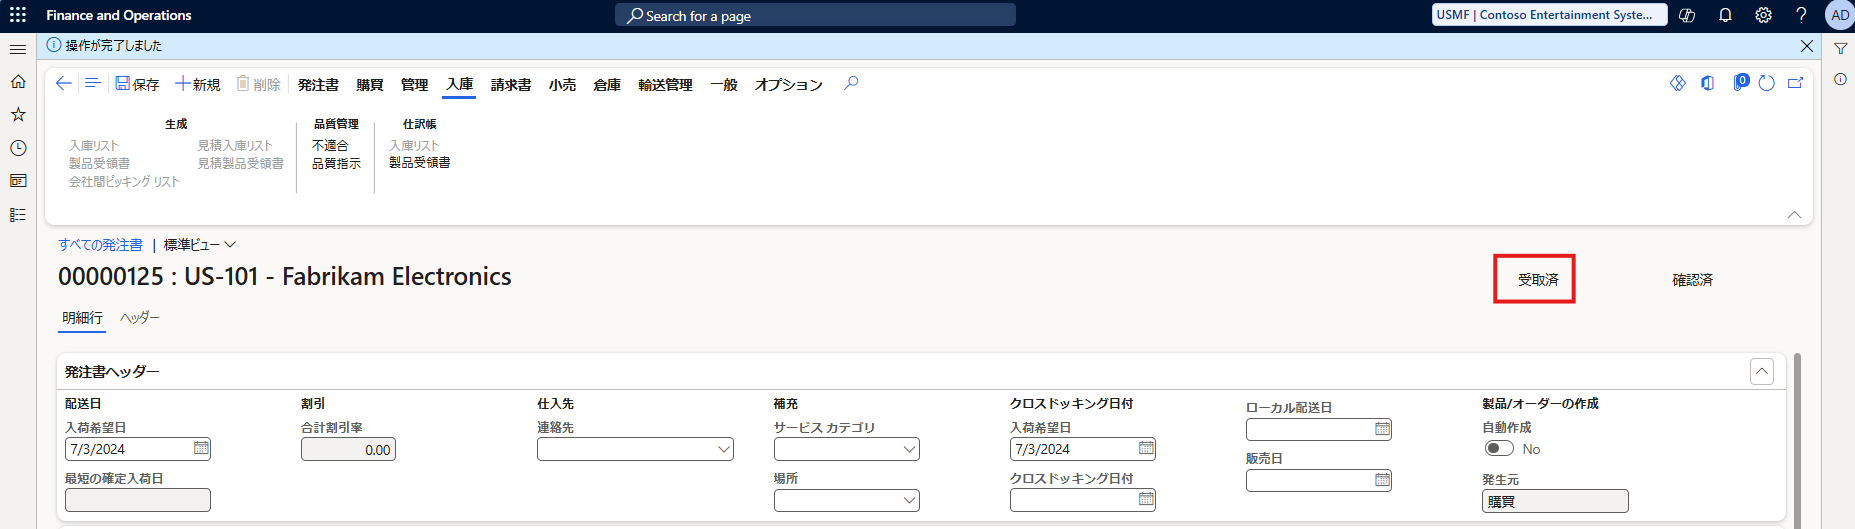 Finance and Operations
Search for a page
USMF | Contoso Entertainment Syste...
AD
操作が完了しました
保存
新規
削除
発注書
購買
管理
入庫
請求書
小売
倉庫
輸送管理
一般
オプション
0
生成
品質管理
仕訳帳
入庫リスト
見積入庫リスト
不適合
入庫リスト
製品受領書
見積製品受領書
品質指示
製品受領書
会社間ピッキング リスト
すべての発注書 | 標準ビュー
00000125 : US-101 - Fabrikam Electronics
受取済
確認済
明細行
ヘッダー
発注書ヘッダー
配送日
入荷希望日
7/3/2024
最短の確定入荷日
割引
合計割引率
0.00
仕入先
連絡先
補充
サービス カテゴリ
場所
クロスドッキング日付
入荷希望日
7/3/2024
クロスドッキング日付
ローカル配送日
販売日
製品/オーダーの作成
自動作成
No
発生元
購買